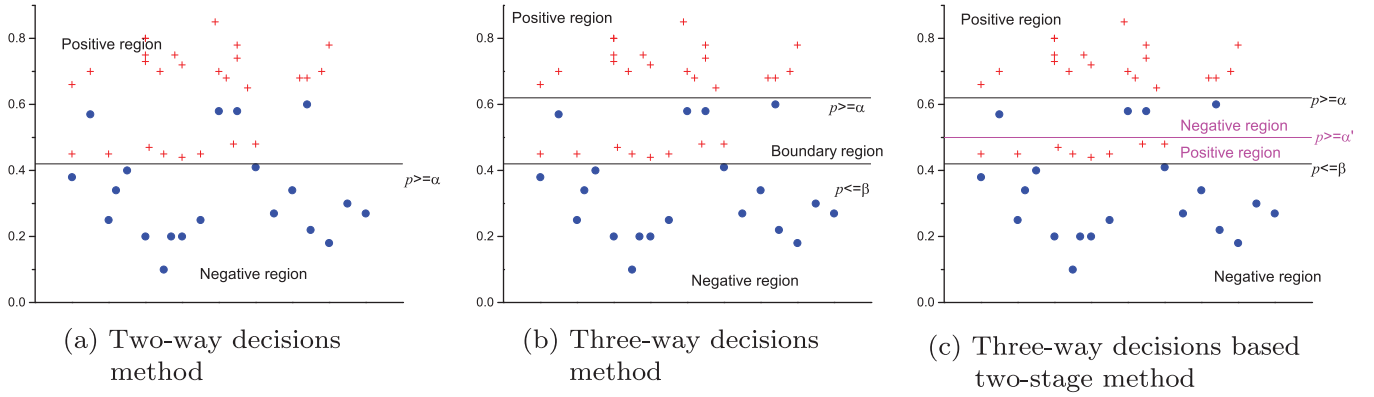 0.8
0.6
0.4
0.2
0.0
Positive region
p>=α
Negative region
(a) Two-way decisions
method
0.8
0.6
0.4
0.2
0.0
Positive region
p>=α
Boundary region
p<=β
Negative region
(b) Three-way decisions
method
0.8
0.6
0.4
0.2
0.0
Positive region
p>=α
Negative region
p>=α'
Positive region
p<=β
Negative region
(c) Three-way decisions based
two-stage method